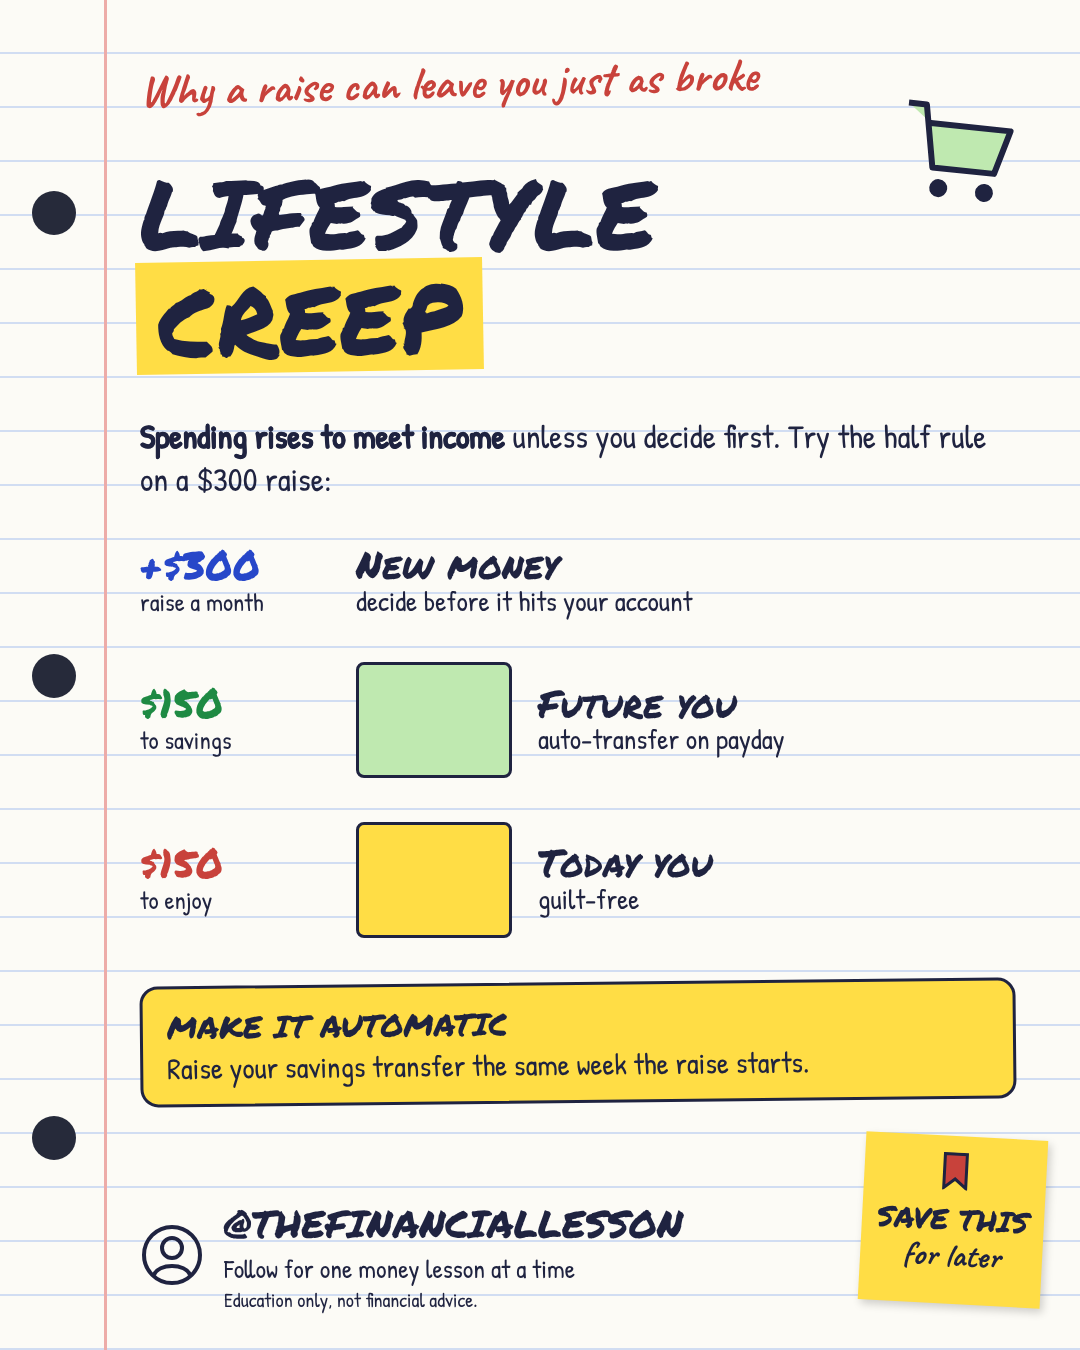 Why a raise can leave you just as broke
LIFESTYLE
CREEP
Spending rises to meet income unless you decide first. Try the half rule
on a $300 raise:
+$300
raise a month
New money
decide before it hits your account
$150
to savings
Future you
auto-transfer on payday
$150
to enjoy
Today you
guilt-free
MAKE IT AUTOMATIC
Raise your savings transfer the same week the raise starts.
@THEFINANCIALLESSON
Follow for one money lesson at a time
Education only, not financial advice.
SAVE THIS
for later